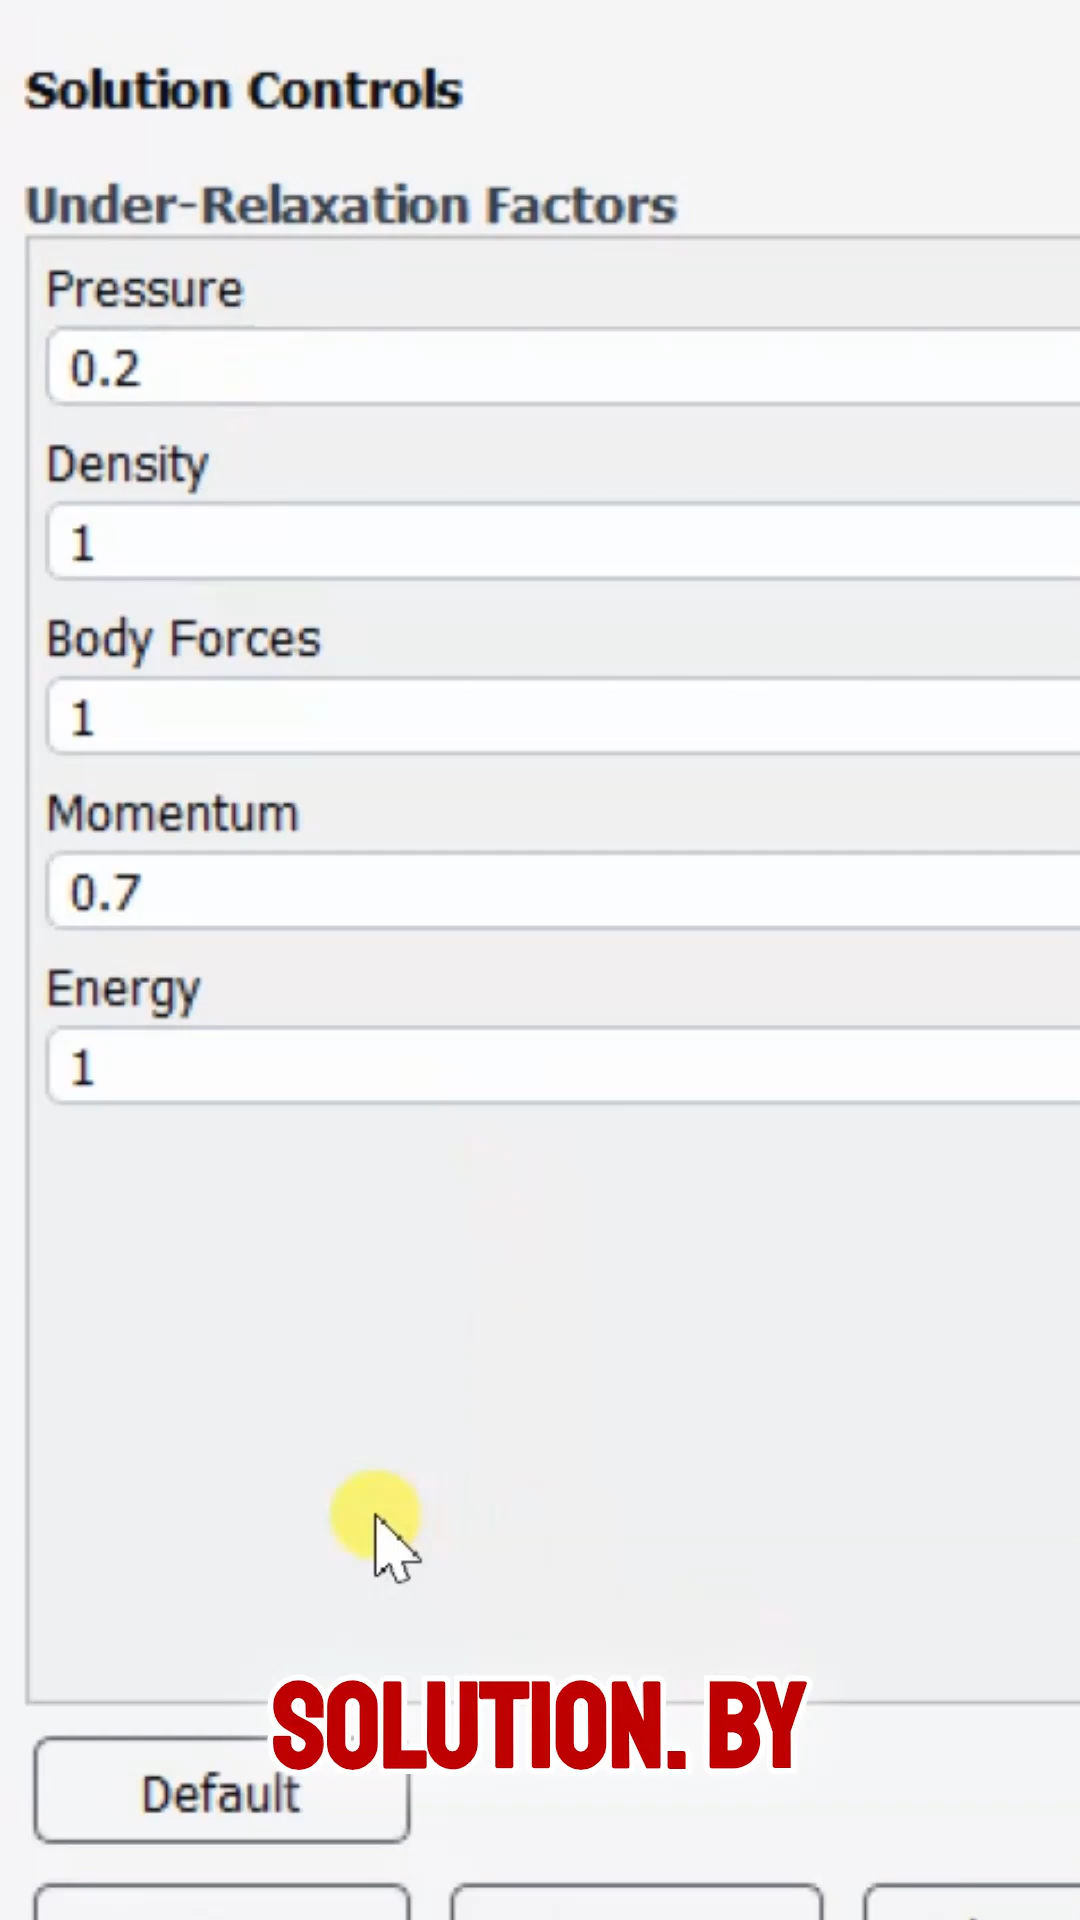 Solution Controls
Under-Relaxation Factors
Pressure
0.2
Density
1
Body Forces
1
Momentum
0.7
Energy
1
SOLUTION. BY
Default